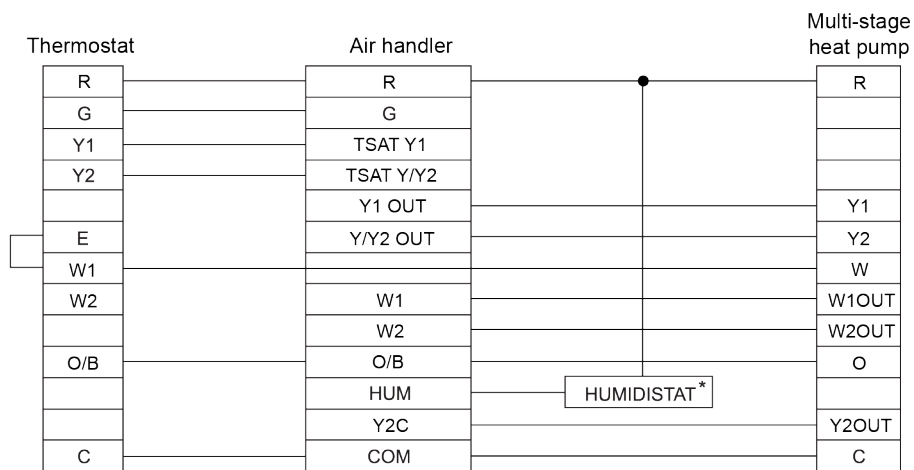 Multi-stage
Thermostat Air handler heat pump
R R R
G G
Y1 TSAT Y1
Y2 TSAT Y/Y2
Y1 OUT Y1
E Y/Y2 OUT Y2
W1 W
W2 W1 W1OUT
W2 W2OUT
O/B O/B O
HUM HUMIDISTAT*
Y2C Y2OUT
C COM C